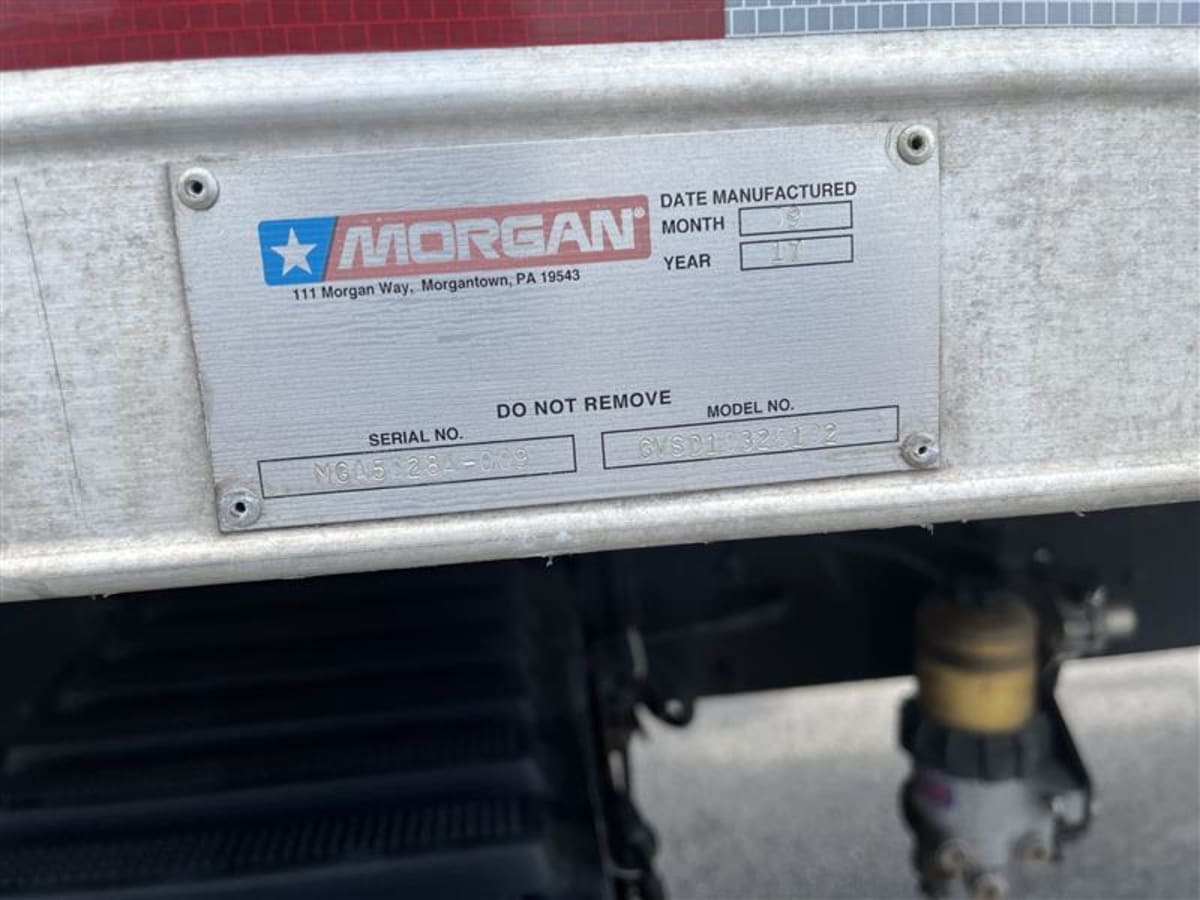 MORGAN®
111 Morgan Way, Morgantown, PA 19543
DATE MANUFACTURED
MONTH
YEAR 17
DO NOT REMOVE
SERIAL NO.
MODEL NO.